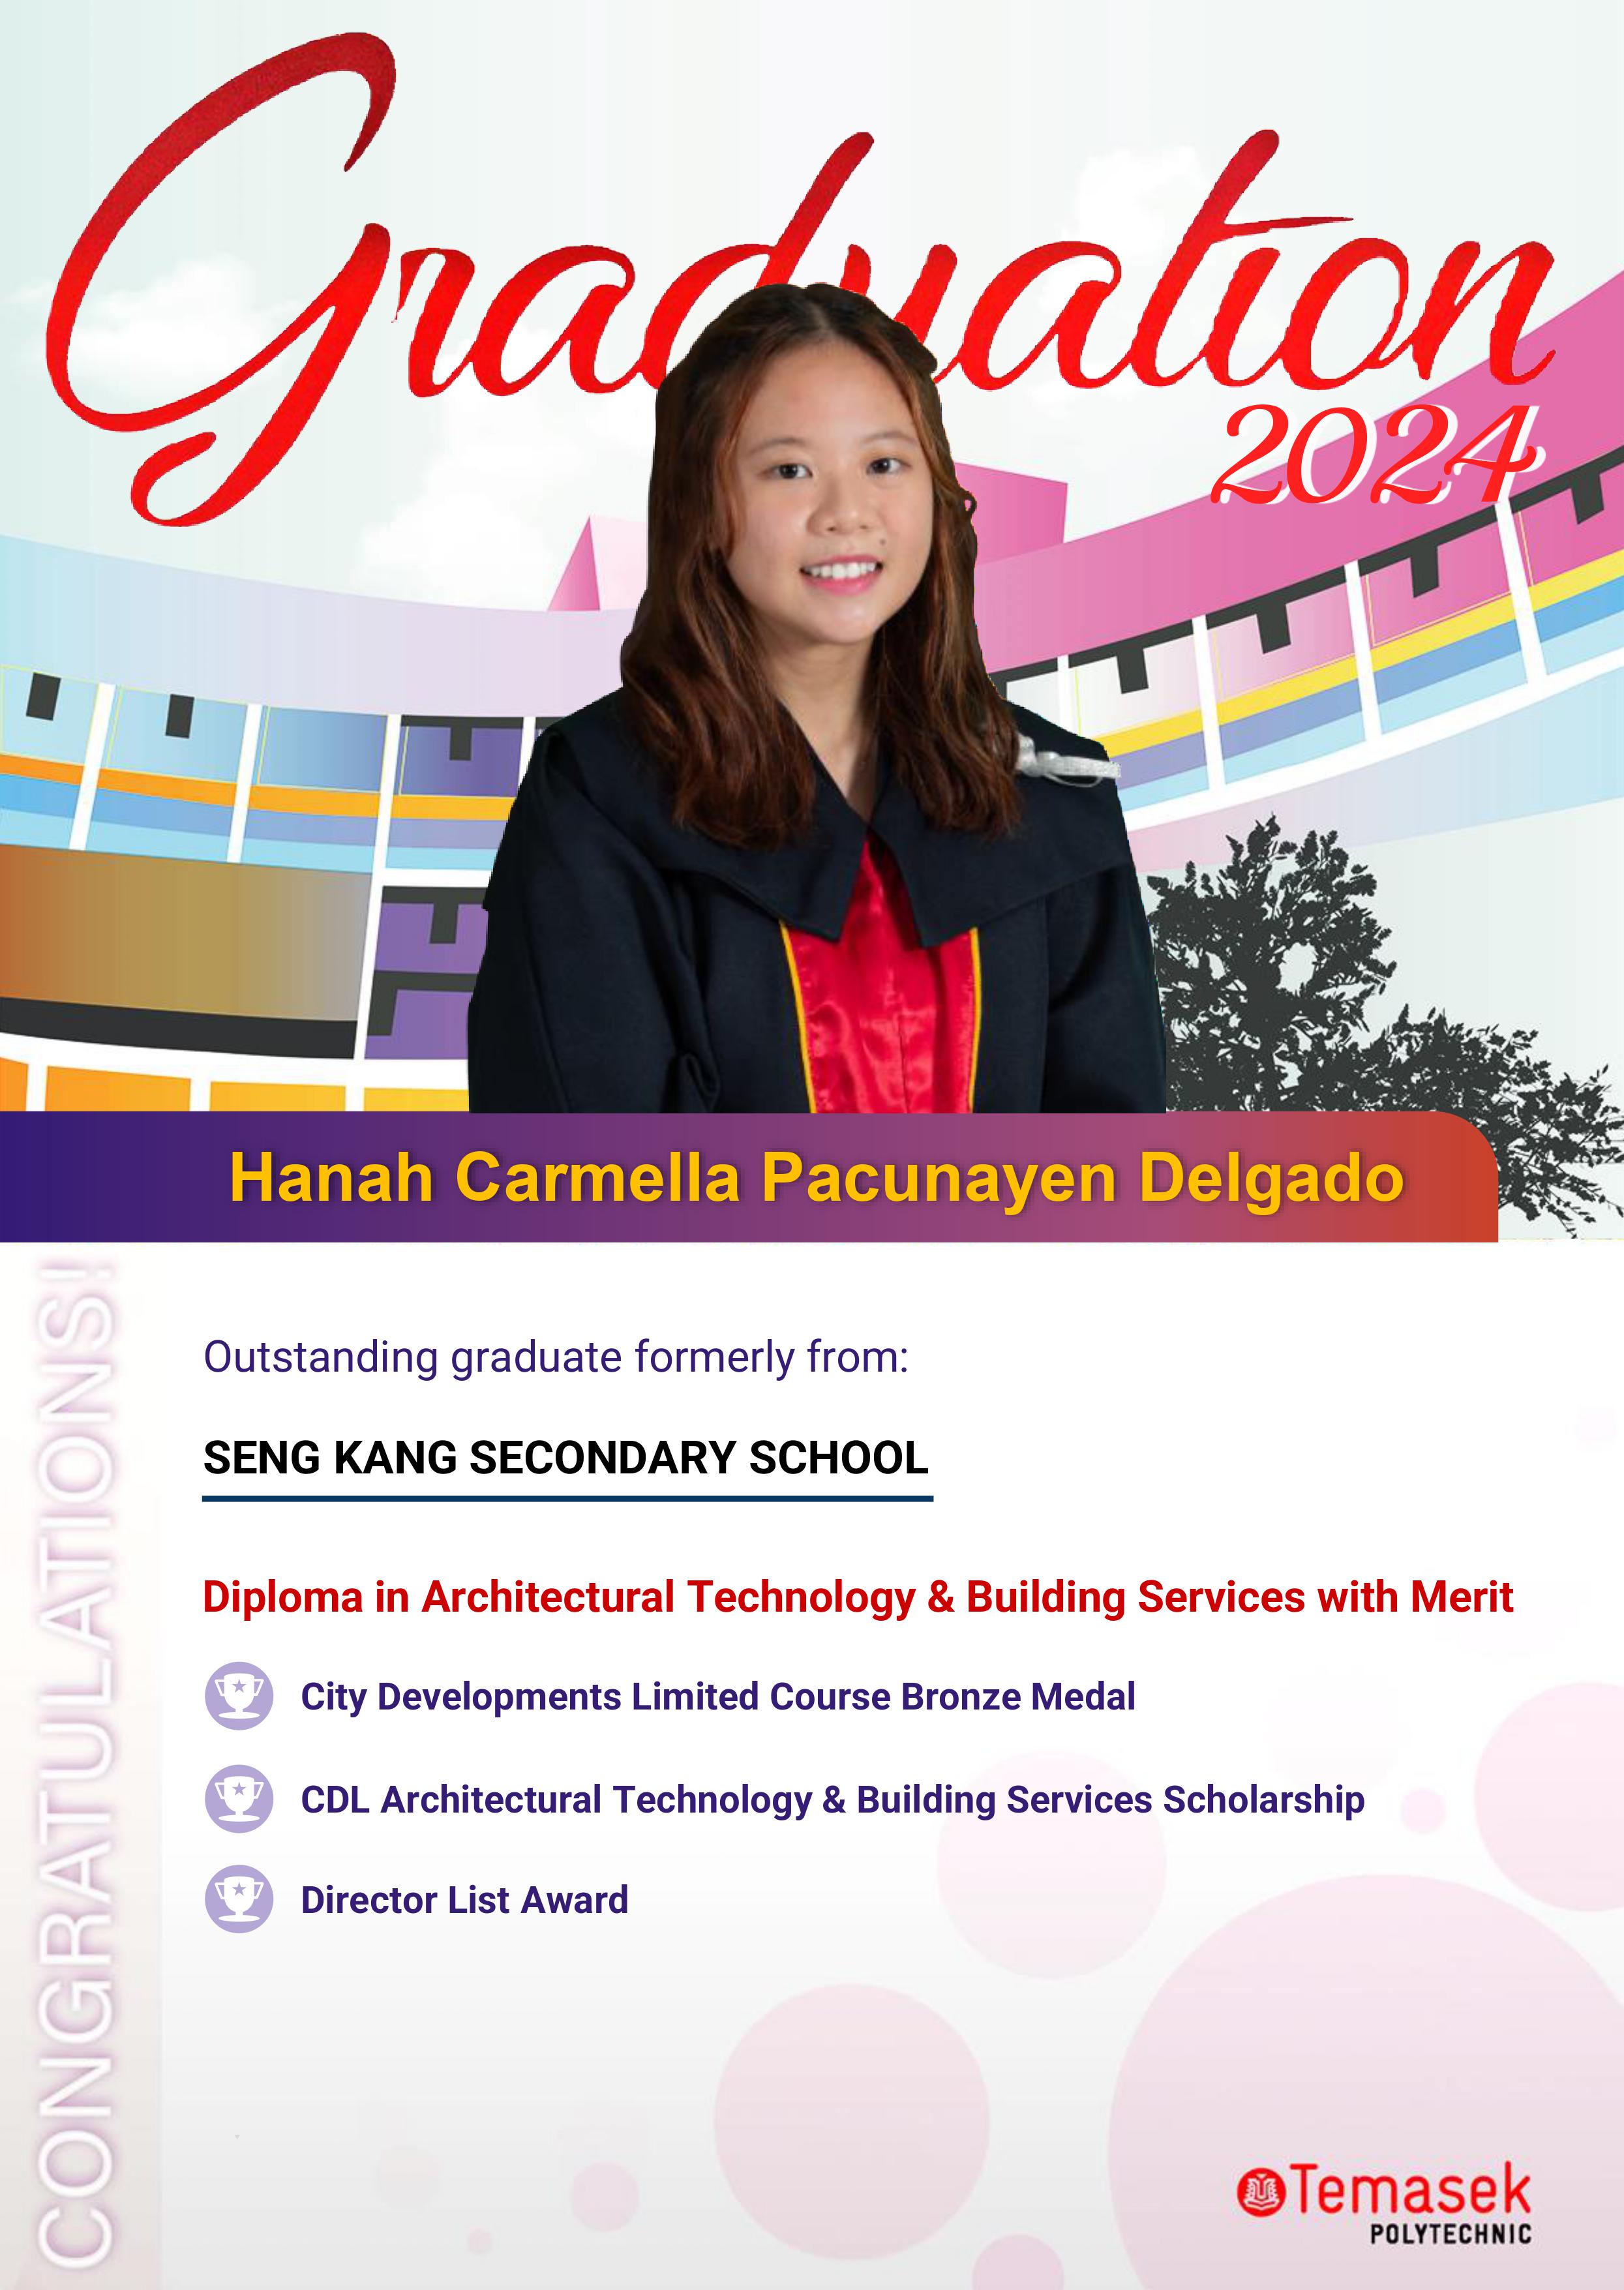 Graduation
2024
Hanah Carmella Pacunayen Delgado
CONGRATULATIONS!
Outstanding graduate formerly from:
SENG KANG SECONDARY SCHOOL
Diploma in Architectural Technology & Building Services with Merit
City Developments Limited Course Bronze Medal
CDL Architectural Technology & Building Services Scholarship
Director List Award
Temasek
POLYTECHNIC